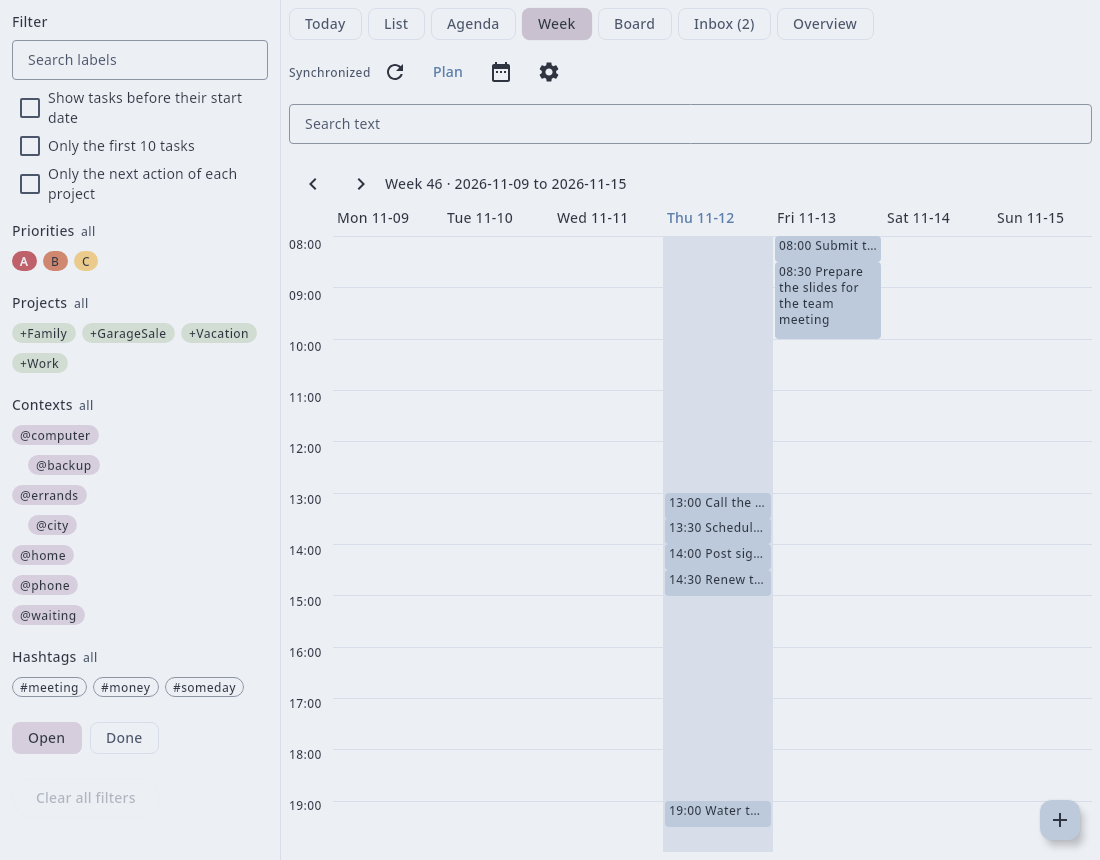 Filter
Search labels
Show tasks before their start
date
Only the first 10 tasks
Only the next action of each
project
Priorities all
A B C
Projects all
+Family +GarageSale +Vacation
+Work
Contexts all
@computer
@backup
@errands
@city
@home
@phone
@waiting
Hashtags all
#meeting #money #someday
Open Done
Clear all filters
Today List Agenda Week Board Inbox (2) Overview
Synchronized Plan
Search text
Week 46 · 2026-11-09 to 2026-11-15
Mon 11-09 Tue 11-10 Wed 11-11 Thu 11-12 Fri 11-13 Sat 11-14 Sun 11-15
08:00
08:00 Submit t…
08:30 Prepare
the slides for
the team
meeting
09:00
10:00
11:00
12:00
13:00
13:00 Call the …
13:30 Schedul…
14:00
14:00 Post sig…
14:30 Renew t…
15:00
16:00
17:00
18:00
19:00
19:00 Water t…